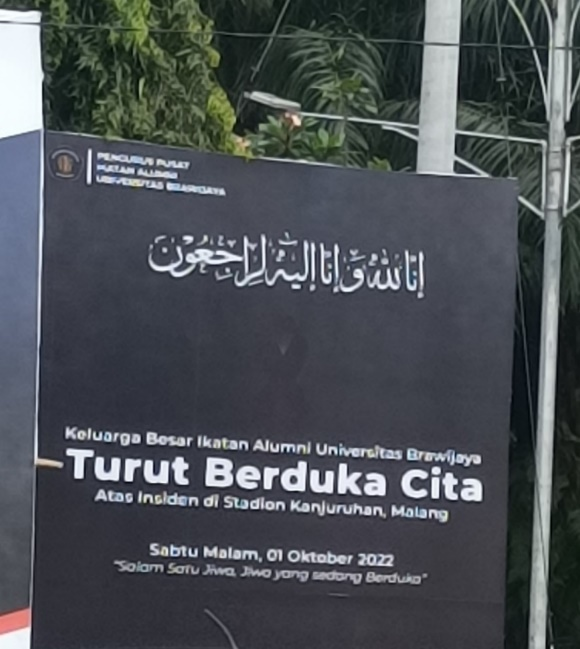 PENGURUS PUSAT
IKATAN ALUMNI
UNIVERSITAS BRAWIJAYA
إنا لله وإنا إليه راجعون
Keluarga Besar Ikatan Alumni Universitas Brawijaya
Turut Berduka Cita
Atas Insiden di Stadion Kanjuruhan, Malang
Sabtu Malam, 01 Oktober 2022
"Salam Satu Jiwa, Jiwa yang sedang Berduka"